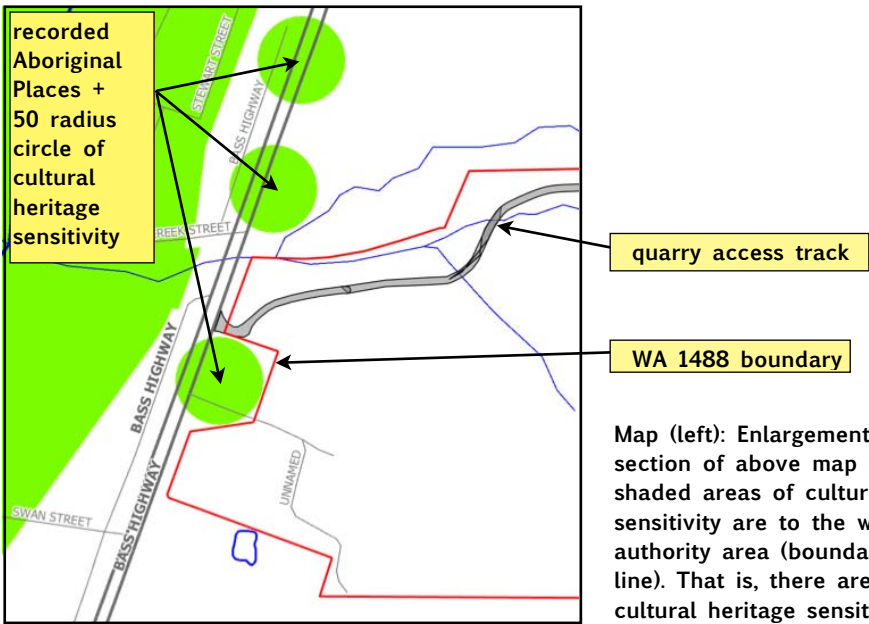 recorded
Aboriginal
Places +
50 radius
circle of
cultural
heritage
sensitivity
STEWART STREET
BASS HIGHWAY
REEK STREET
quarry access track
WA 1488 boundary
BASS HIGHWAY
BASS HIGHWAY
UNNAMED
SWAN STREET
Map (left): Enlargement
section of above map
shaded areas of cultur
sensitivity are to the w
authority area (bounda
line). That is, there are
cultural heritage sensit